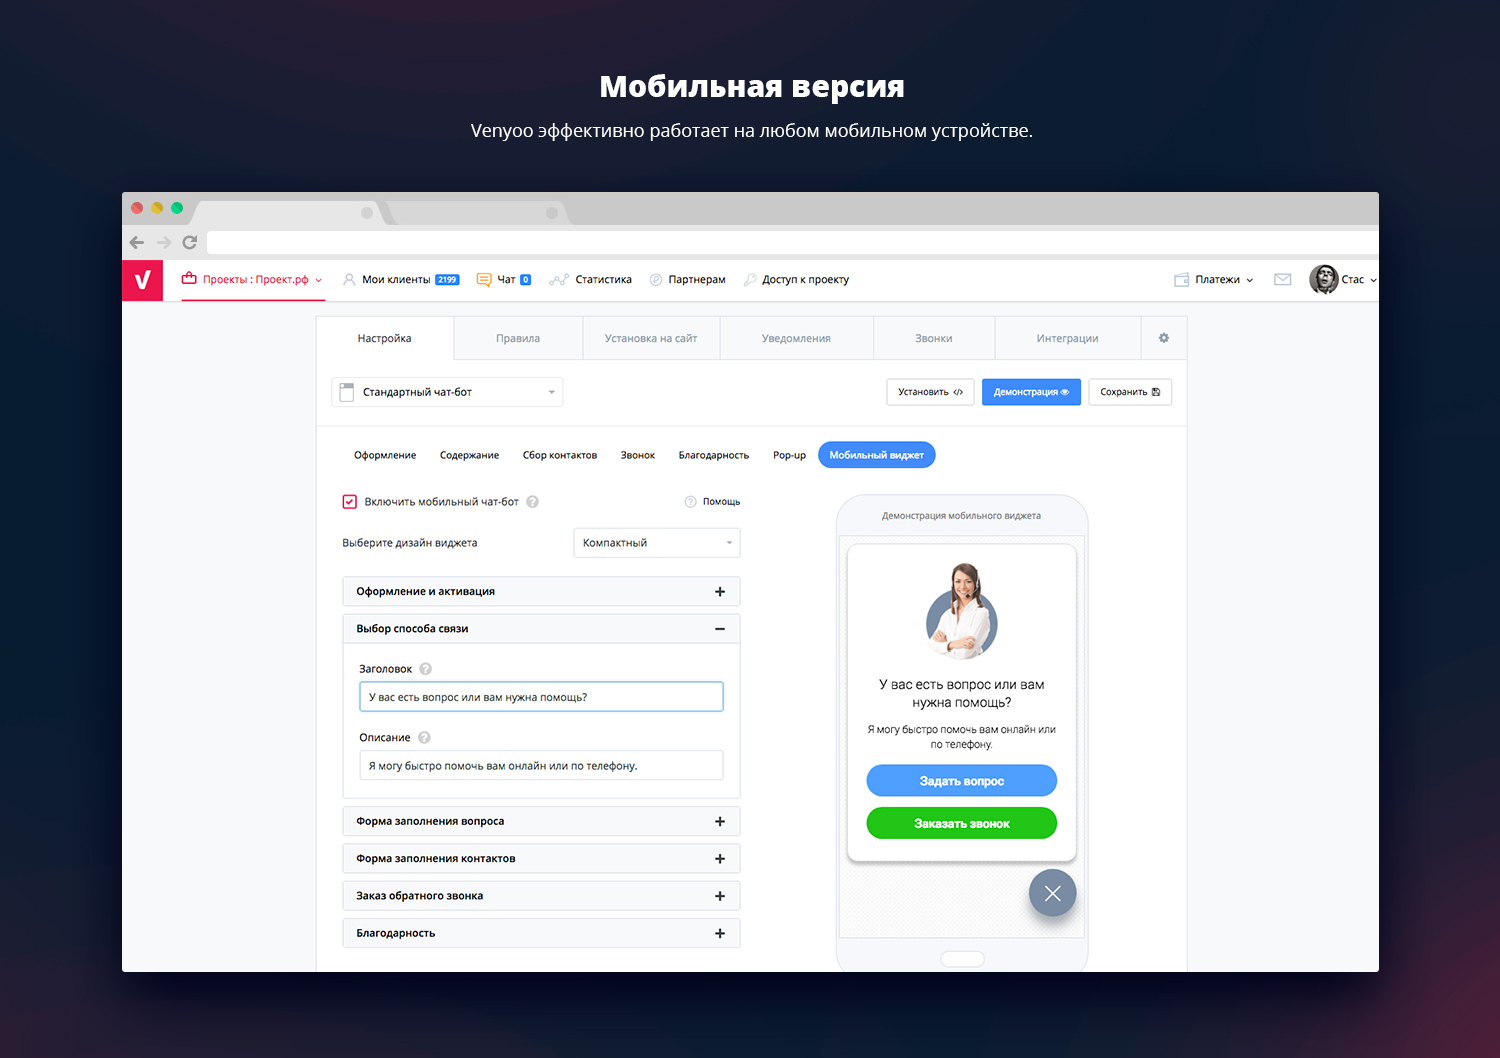 Мобильная версия
Venyoo эффективно работает на любом мобильном устройстве.
Проекты : Проект.рф
Мои клиенты 2199
Чат 0
Статистика
Партнерам
Доступ к проекту
Платежи
Стас
Настройка
Правила
Установка на сайт
Уведомления
Звонки
Интеграции
Стандартный чат-бот
Установить
Демонстрация
Сохранить
Оформление
Содержание
Сбор контактов
Звонок
Благодарность
Pop-up
Мобильный виджет
Включить мобильный чат-бот ?
? Помощь
Выберите дизайн виджета
Компактный
Оформление и активация
Выбор способа связи
Заголовок ?
У вас есть вопрос или вам нужна помощь?
Описание ?
Я могу быстро помочь вам онлайн или по телефону.
Форма заполнения вопроса
Форма заполнения контактов
Заказ обратного звонка
Благодарность
Демонстрация мобильного виджета
У вас есть вопрос или вам
нужна помощь?
Я могу быстро помочь вам онлайн или
по телефону.
Задать вопрос
Заказать звонок